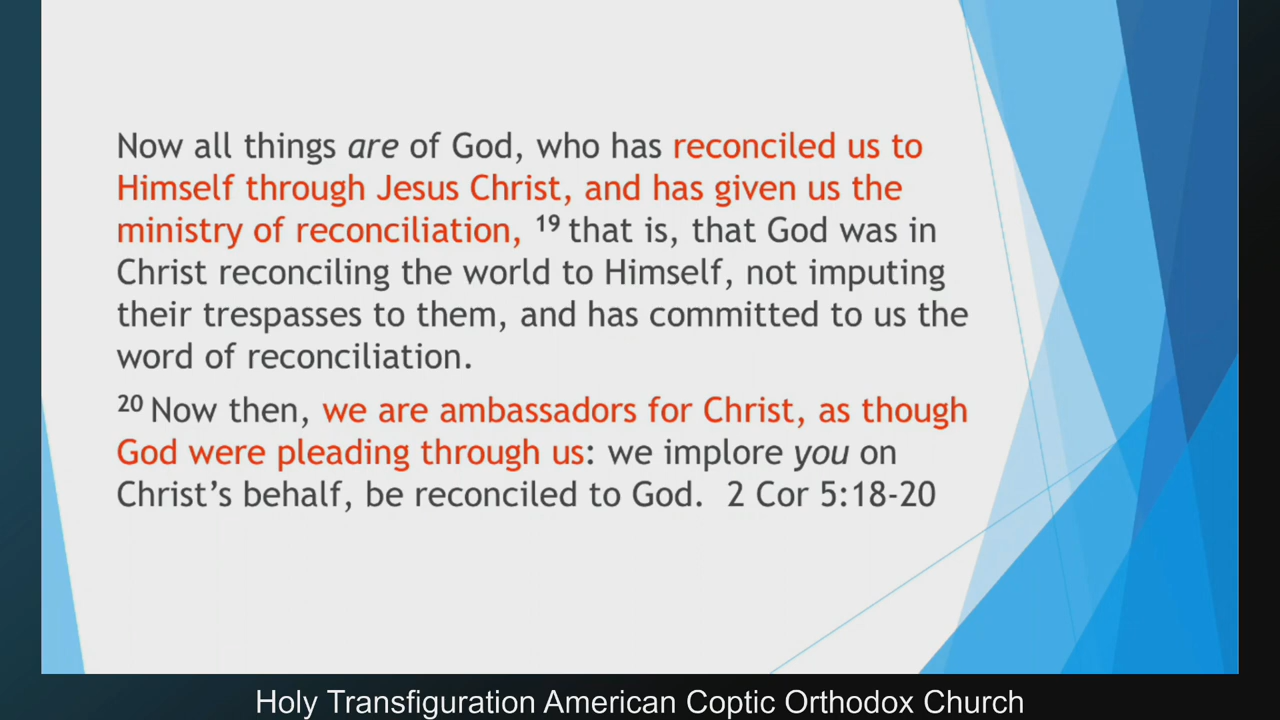 Now all things are of God, who has reconciled us to
Himself through Jesus Christ, and has given us the
ministry of reconciliation, 19 that is, that God was in
Christ reconciling the world to Himself, not imputing
their trespasses to them, and has committed to us the
word of reconciliation.
20 Now then, we are ambassadors for Christ, as though
God were pleading through us: we implore you on
Christ’s behalf, be reconciled to God.  2 Cor 5:18-20
Holy Transfiguration American Coptic Orthodox Church